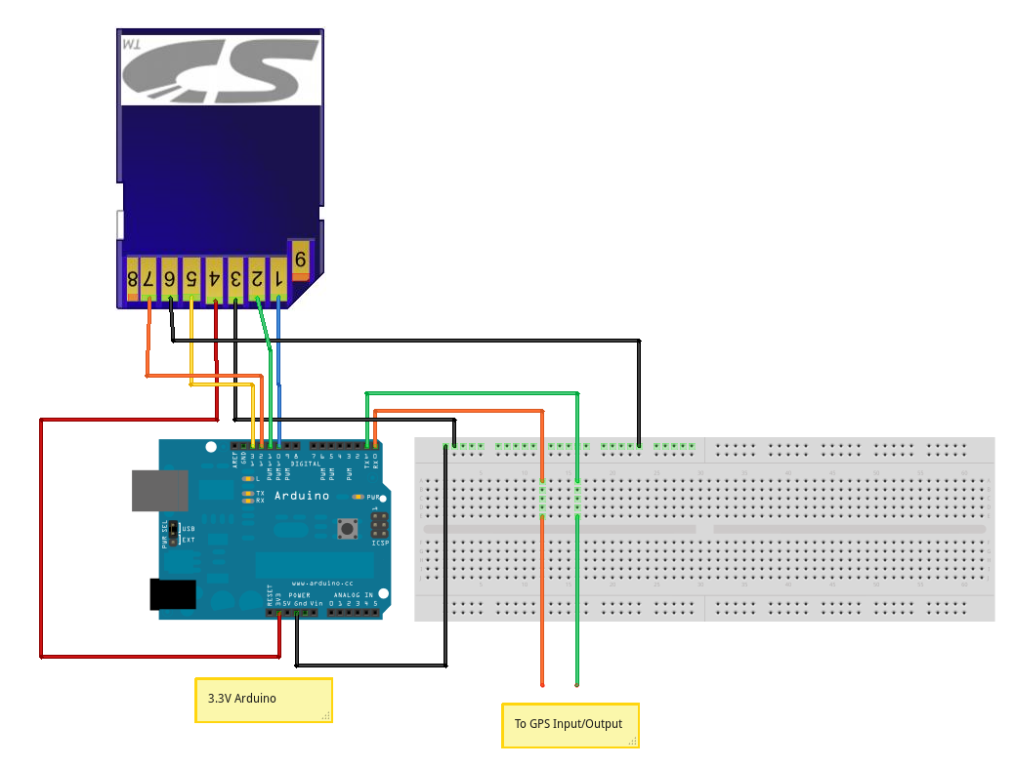 TM
SD
9
8 7 6 5 4 3 2 1
AREF
GND
13
12
PWM 11
PWM 10
PWM 9
8
7
PWM 6
PWM 5
4
PWM 3
2
TX 1
RX 0
DIGITAL
L
TX
RX
Arduino
PWR
1
ICSP
PWR SEL
USB
EXT
www.arduino.cc
POWER
ANALOG IN
RESET
3V3
5V Gnd Vin
0 1 2 3 4 5
3.3V Arduino
To GPS Input/Output